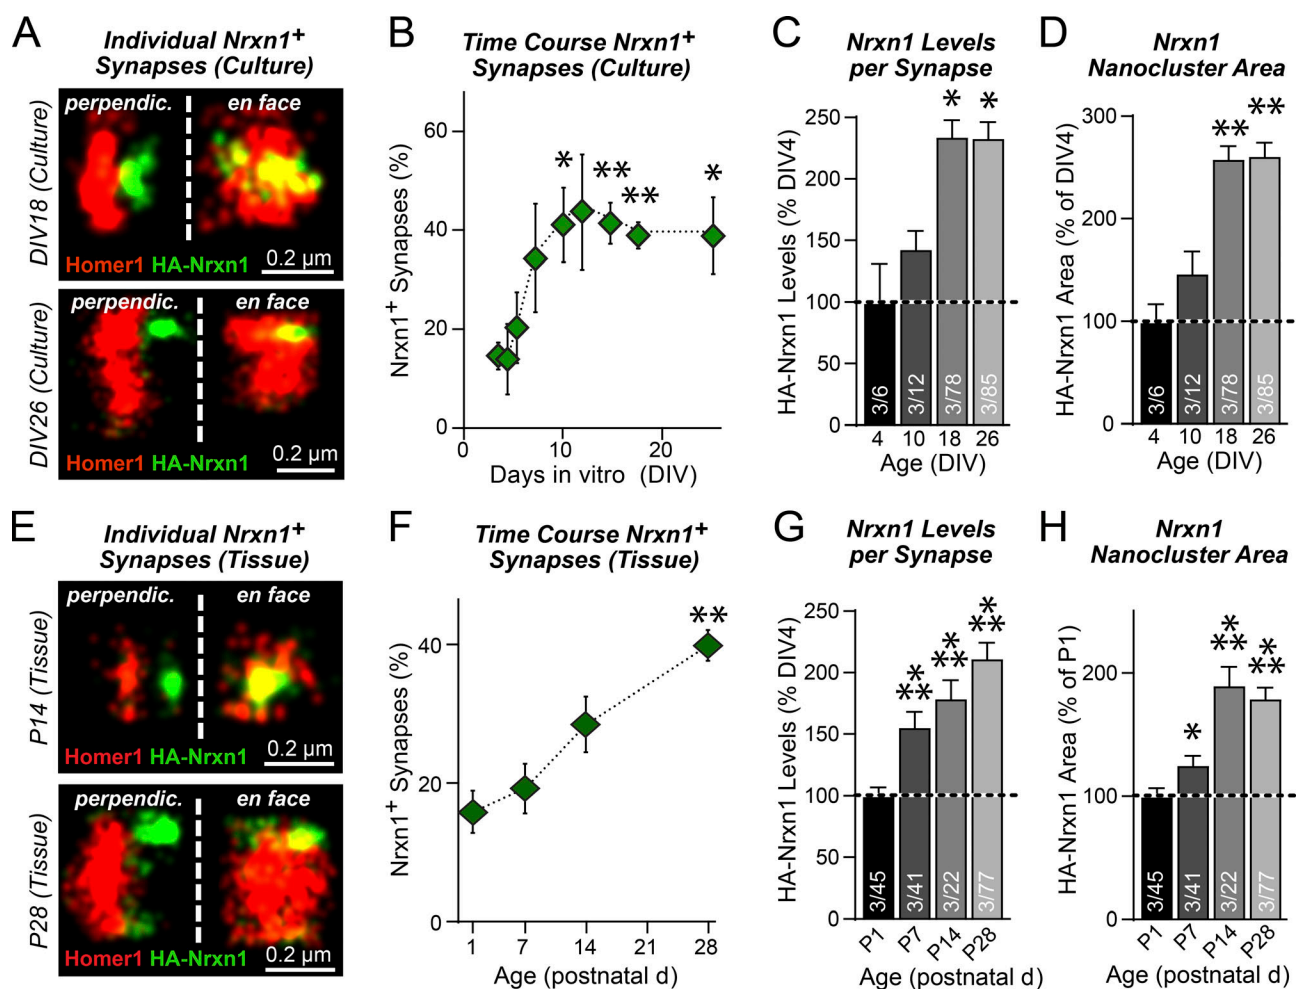 A
Individual Nrxn1+
Synapses (Culture)
DIV18 (Culture)
perpendic. en face
Homer1 HA-Nrxn1 0.2 µm
DIV26 (Culture)
perpendic. en face
Homer1 HA-Nrxn1 0.2 µm
B
Time Course Nrxn1+
Synapses (Culture)
Nrxn1+ Synapses (%)
60
40
20
0
* ** ** *
0 10 20
Days in vitro (DIV)
C
Nrxn1 Levels
per Synapse
HA-Nrxn1 Levels (% DIV4)
250
200
150
100
50
0
* *
3/6 3/12 3/78 3/85
4 10 18 26
Age (DIV)
D
Nrxn1
Nanocluster Area
HA-Nrxn1 Area (% of DIV4)
300
200
100
0
** **
3/6 3/12 3/78 3/85
4 10 18 26
Age (DIV)
E
Individual Nrxn1+
Synapses (Tissue)
P14 (Tissue)
perpendic. en face
Homer1 HA-Nrxn1 0.2 µm
P28 (Tissue)
perpendic. en face
Homer1 HA-Nrxn1 0.2 µm
F
Time Course Nrxn1+
Synapses (Tissue)
Nrxn1+ Synapses (%)
40
20
0
**
1 7 14 21 28
Age (postnatal d)
G
Nrxn1 Levels
per Synapse
HA-Nrxn1 Levels (% DIV4)
250
200
150
100
50
0
*** *** ***
3/45 3/41 3/22 3/77
P1 P7 P14 P28
Age (postnatal d)
H
Nrxn1
Nanocluster Area
HA-Nrxn1 Area (% of P1)
200
100
0
* *** ***
3/45 3/41 3/22 3/77
P1 P7 P14 P28
Age (postnatal d)